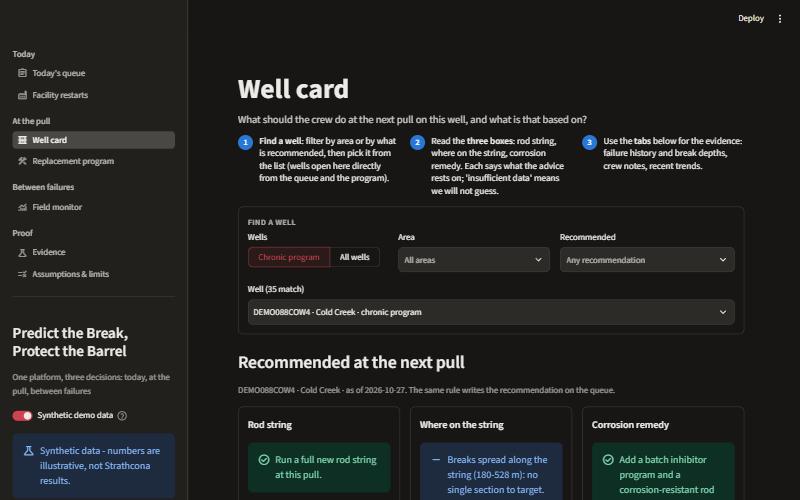 Deploy
Today
Today's queue
Facility restarts
At the pull
Well card
Replacement program
Between failures
Field monitor
Proof
Evidence
Assumptions & limits
Predict the Break,
Protect the Barrel
One platform, three decisions: today, at the
pull, between failures
Synthetic demo data
Synthetic data - numbers are
illustrative, not Strathcona
results.
Well card
What should the crew do at the next pull on this well, and what is that based on?
1
Find a well: filter by area or by what
is recommended, then pick it from
the list (wells open here directly
from the queue and the program).
2
Read the three boxes: rod string,
where on the string, corrosion
remedy. Each says what the advice
rests on; 'insufficient data' means
we will not guess.
3
Use the tabs below for the evidence:
failure history and break depths,
crew notes, recent trends.
FIND A WELL
Wells
Chronic program
All wells
Area
All areas
Recommended
Any recommendation
Well (35 match)
DEMO088COW4 · Cold Creek · chronic program
Recommended at the next pull
DEMO088COW4 · Cold Creek · as of 2026-10-27. The same rule writes the recommendation on the queue.
Rod string
Run a full new rod string
at this pull.
Where on the string
Breaks spread along the
string (180-528 m): no
single section to target.
Corrosion remedy
Add a batch inhibitor
program and a
corrosion-resistant rod